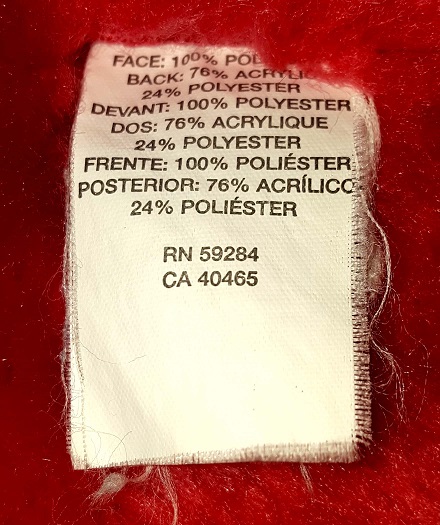 FACE: 100% POL
BACK: 76% ACRYLIC
24% POLYESTER
DEVANT: 100% POLYESTER
DOS: 76% ACRYLIQUE
24% POLYESTER
FRENTE: 100% POLIÉSTER
POSTERIOR: 76% ACRÍLICO
24% POLIÉSTER
RN 59284
CA 40465